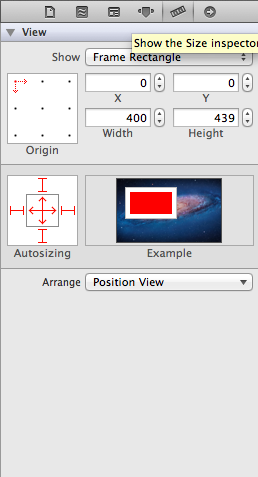 View
Show the Size inspector
Show Frame Rectangle
0 0
X Y
400 439
Origin Width Height
Autosizing Example
Arrange Position View